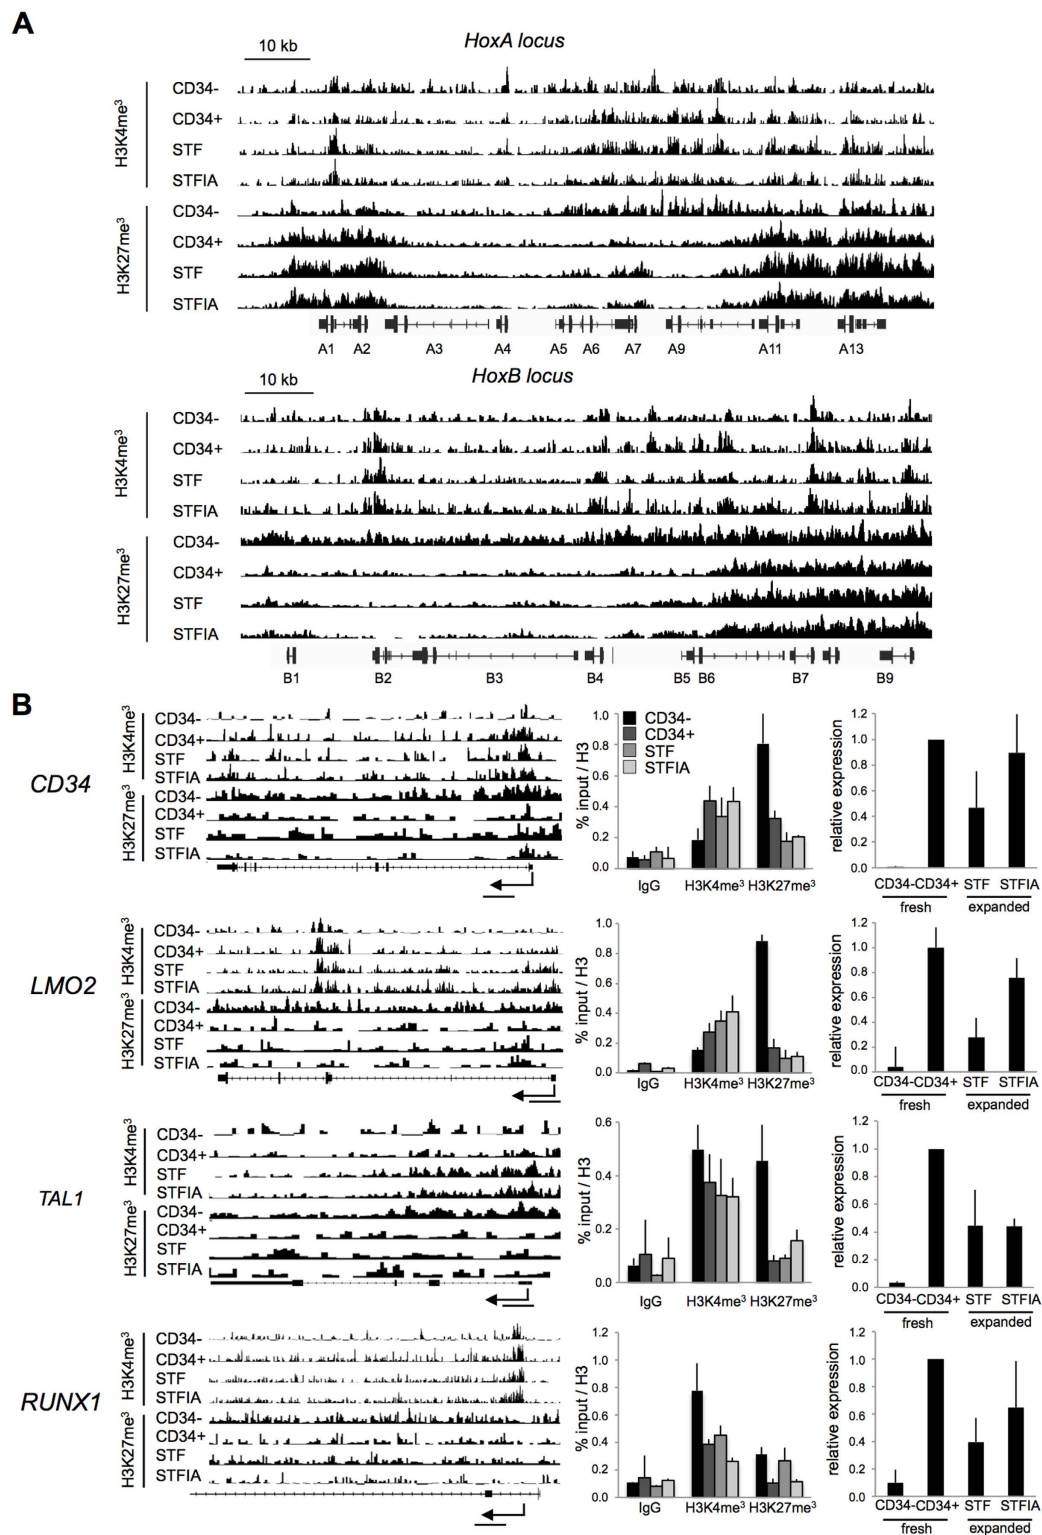 A
HoxA locus
10 kb
H3K4me³
CD34-
CD34+
STF
STFIA
H3K27me³
CD34-
CD34+
STF
STFIA
A1 A2 A3 A4 A5 A6 A7 A9 A11 A13
HoxB locus
10 kb
H3K4me³
CD34-
CD34+
STF
STFIA
H3K27me³
CD34-
CD34+
STF
STFIA
B1 B2 B3 B4 B5 B6 B7 B9
B
CD34
H3K4me³
CD34-
CD34+
STF
STFIA
H3K27me³
CD34-
CD34+
STF
STFIA
% input / H3
1.0
0.8
0.6
0.4
0.2
0.0
CD34-
CD34+
STF
STFIA
IgG H3K4me³ H3K27me³
relative expression
1.2
1.0
0.8
0.6
0.4
0.2
0.0
CD34- CD34+ STF STFIA
fresh expanded
LMO2
H3K4me³
CD34-
CD34+
STF
STFIA
H3K27me³
CD34-
CD34+
STF
STFIA
% input / H3
1.0
0.8
0.6
0.4
0.2
0.0
IgG H3K4me³ H3K27me³
relative expression
1.2
1.0
0.8
0.6
0.4
0.2
0.0
CD34- CD34+ STF STFIA
fresh expanded
TAL1
H3K4me³
CD34-
CD34+
STF
STFIA
H3K27me³
CD34-
CD34+
STF
STFIA
% input / H3
0.6
0.4
0.2
0.0
IgG H3K4me³ H3K27me³
relative expression
1.2
1.0
0.8
0.6
0.4
0.2
0.0
CD34- CD34+ STF STFIA
fresh expanded
RUNX1
H3K4me³
CD34-
CD34+
STF
STFIA
H3K27me³
CD34-
CD34+
STF
STFIA
% input / H3
1.2
1.0
0.8
0.6
0.4
0.2
0.0
IgG H3K4me³ H3K27me³
relative expression
1.2
1.0
0.8
0.6
0.4
0.2
0.0
CD34- CD34+ STF STFIA
fresh expanded